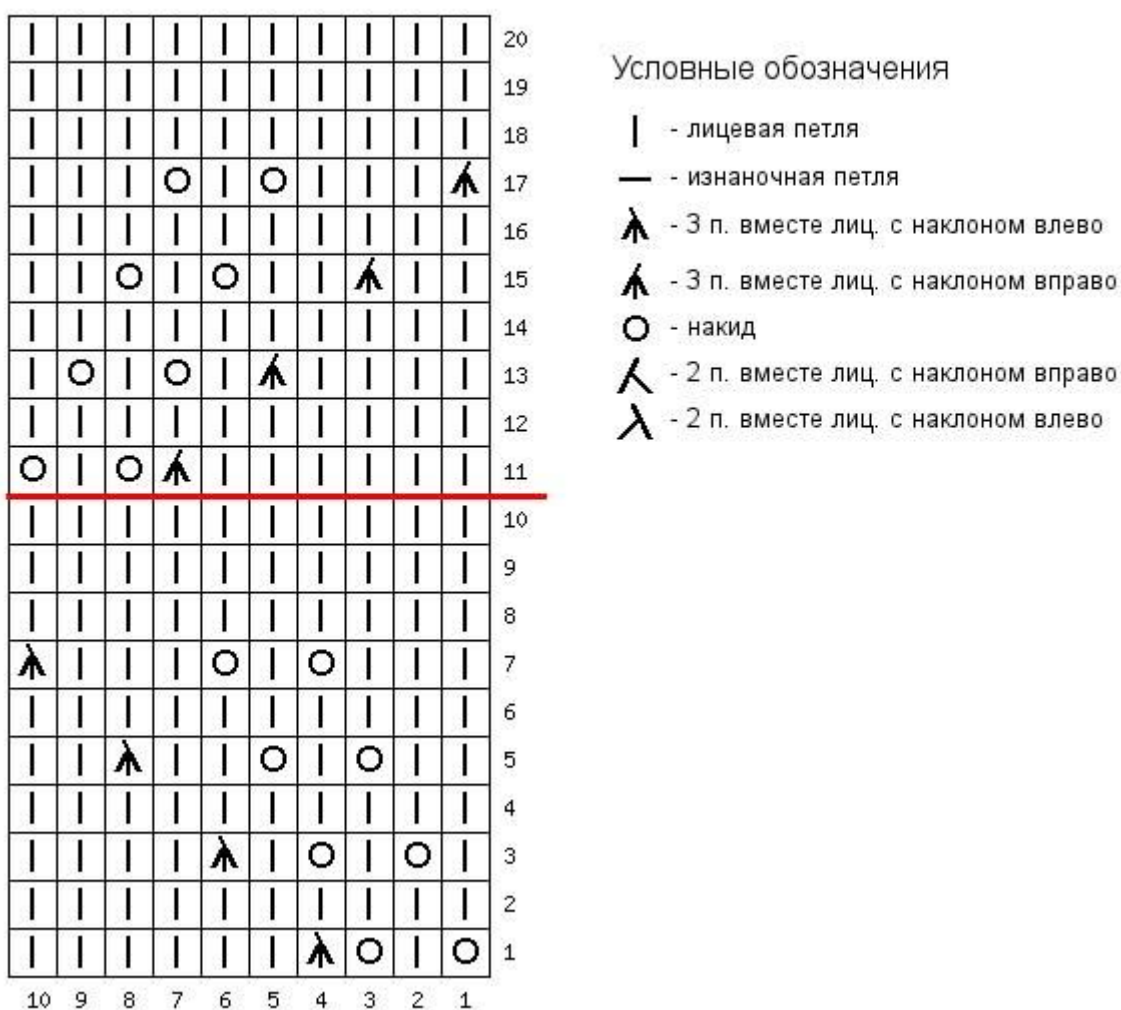 20
19
18
17
16
15
14
13
12
11
10
9
8
7
6
5
4
3
2
1
10 9 8 7 6 5 4 3 2 1
Условные обозначения
- лицевая петля
- изнаночная петля
- 3 п. вместе лиц. с наклоном влево
- 3 п. вместе лиц. с наклоном вправо
- накид
- 2 п. вместе лиц. с наклоном вправо
- 2 п. вместе лиц. с наклоном влево